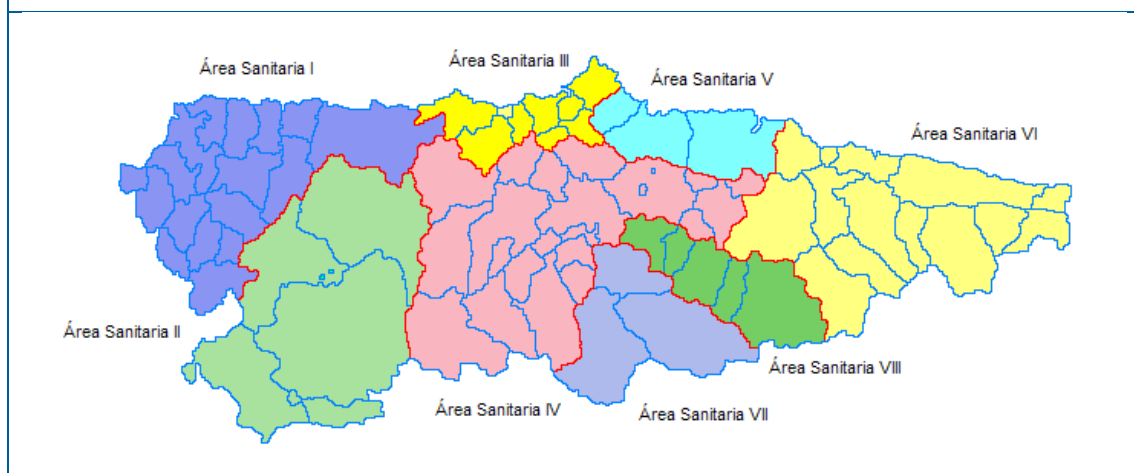 Área Sanitaria I
Área Sanitaria III
Área Sanitaria V
Área Sanitaria VI
Área Sanitaria II
Área Sanitaria VIII
Área Sanitaria IV
Área Sanitaria VII